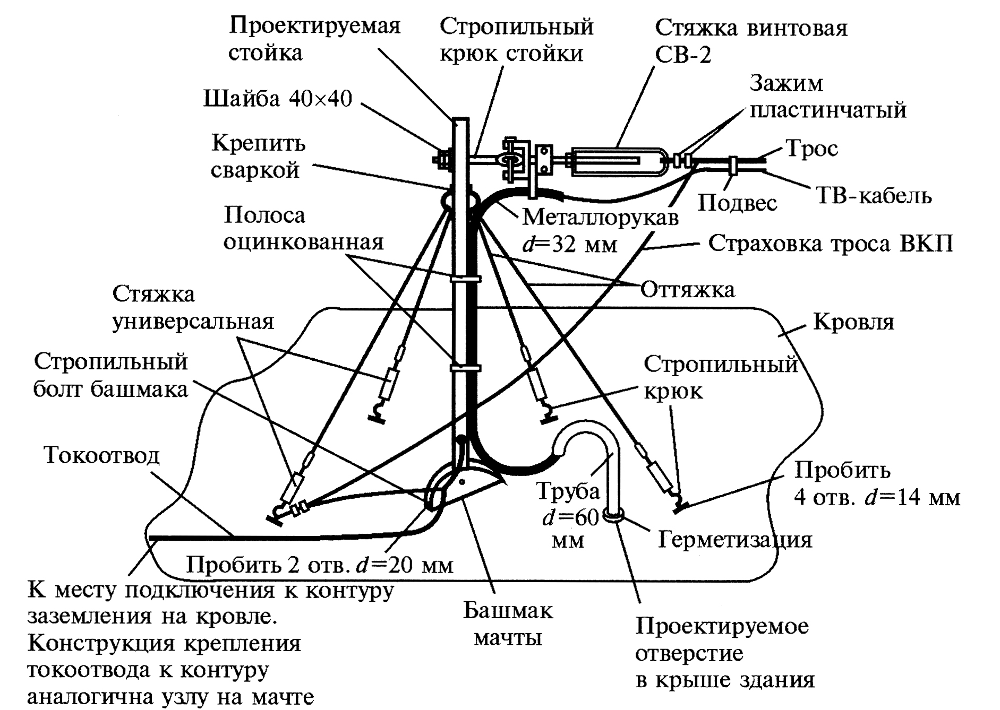 Проектируемая
стойка
Стропильный
крюк стойки
Стяжка винтовая
СВ-2
Зажим
пластинчатый
Шайба 40×40
Крепить
сваркой
Трос
ТВ-кабель
Подвес
Полоса
оцинкованная
Металлорукав
d=32 мм
Страховка троса ВКП
Оттяжка
Стяжка
универсальная
Кровля
Стропильный
болт башмака
Стропильный
крюк
Токоотвод
Труба
d=60
мм
Пробить
4 отв. d=14 мм
Герметизация
Пробить 2 отв. d=20 мм
К месту подключения к контуру
заземления на кровле.
Конструкция крепления
токоотвода к контуру
аналогична узлу на мачте
Башмак
мачты
Проектируемое
отверстие
в крыше здания